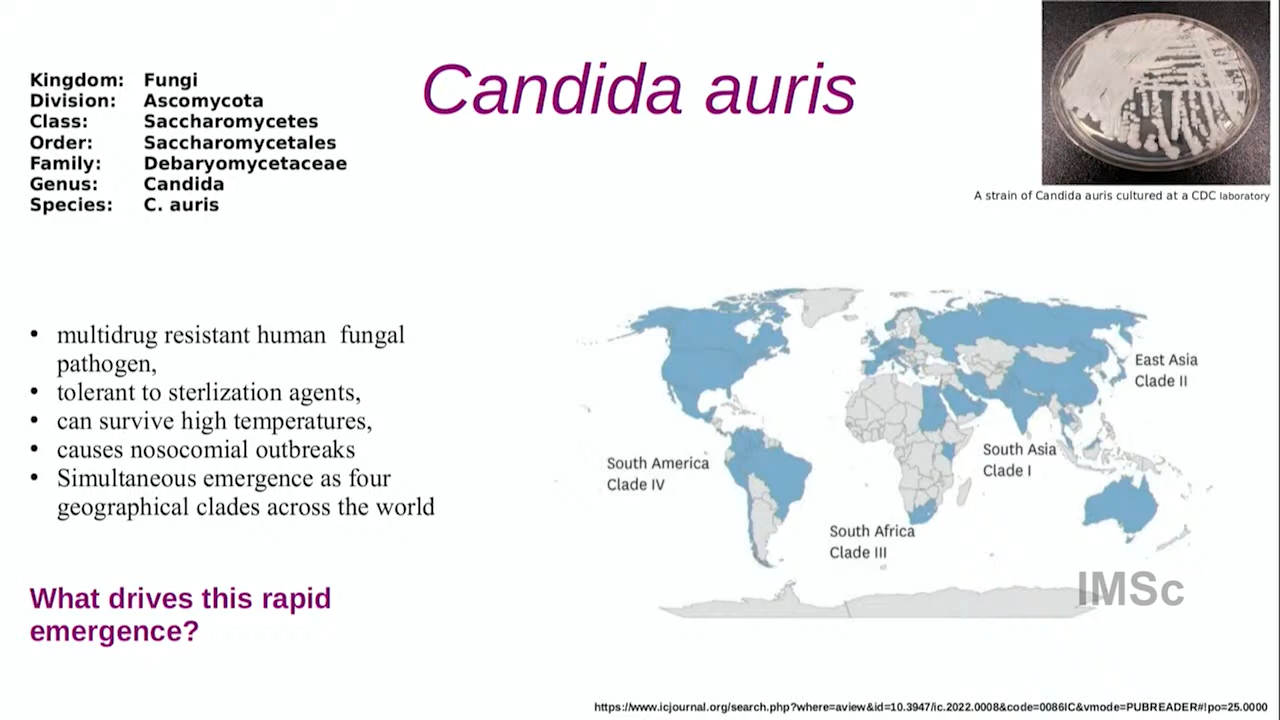 Candida auris
Kingdom: Fungi
Division: Ascomycota
Class: Saccharomycetes
Order: Saccharomycetales
Family: Debaryomycetaceae
Genus: Candida
Species: C. auris
A strain of Candida auris cultured at a CDC laboratory
• multidrug resistant human fungal
pathogen,
• tolerant to sterlization agents,
• can survive high temperatures,
• causes nosocomial outbreaks
• Simultaneous emergence as four
geographical clades across the world
What drives this rapid
emergence?
East Asia
Clade II
South Asia
Clade I
South America
Clade IV
South Africa
Clade III
IMSc
https://www.icjournal.org/search.php?where=aview&id=10.3947/ic.2022.0008&code=0086IC&vmode=PUBREADER#!po=25.0000